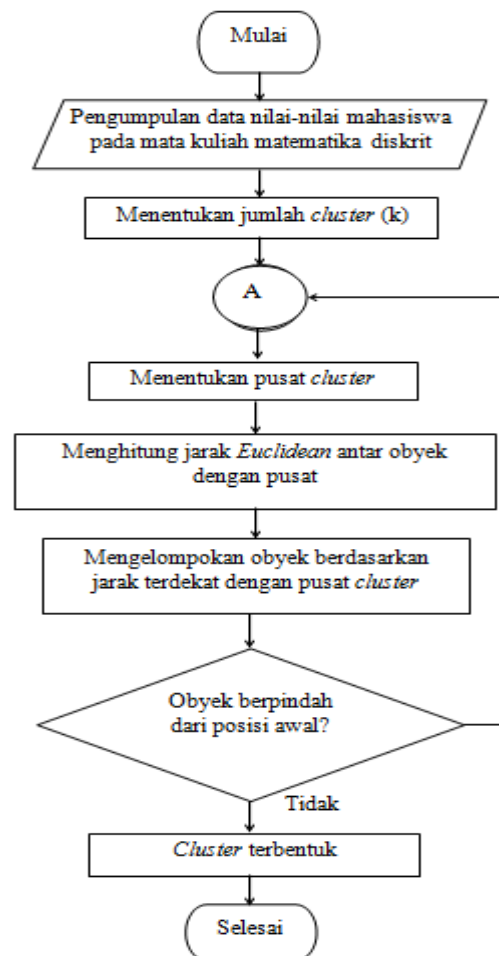 Mulai
Pengumpulan data nilai-nilai mahasiswa
pada mata kuliah matematika diskrit
Menentukan jumlah cluster (k)
A
Menentukan pusat cluster
Menghitung jarak Euclidean antar obyek
dengan pusat
Mengelompokan obyek berdasarkan
jarak terdekat dengan pusat cluster
Obyek berpindah
dari posisi awal?
Tidak
Cluster terbentuk
Selesai